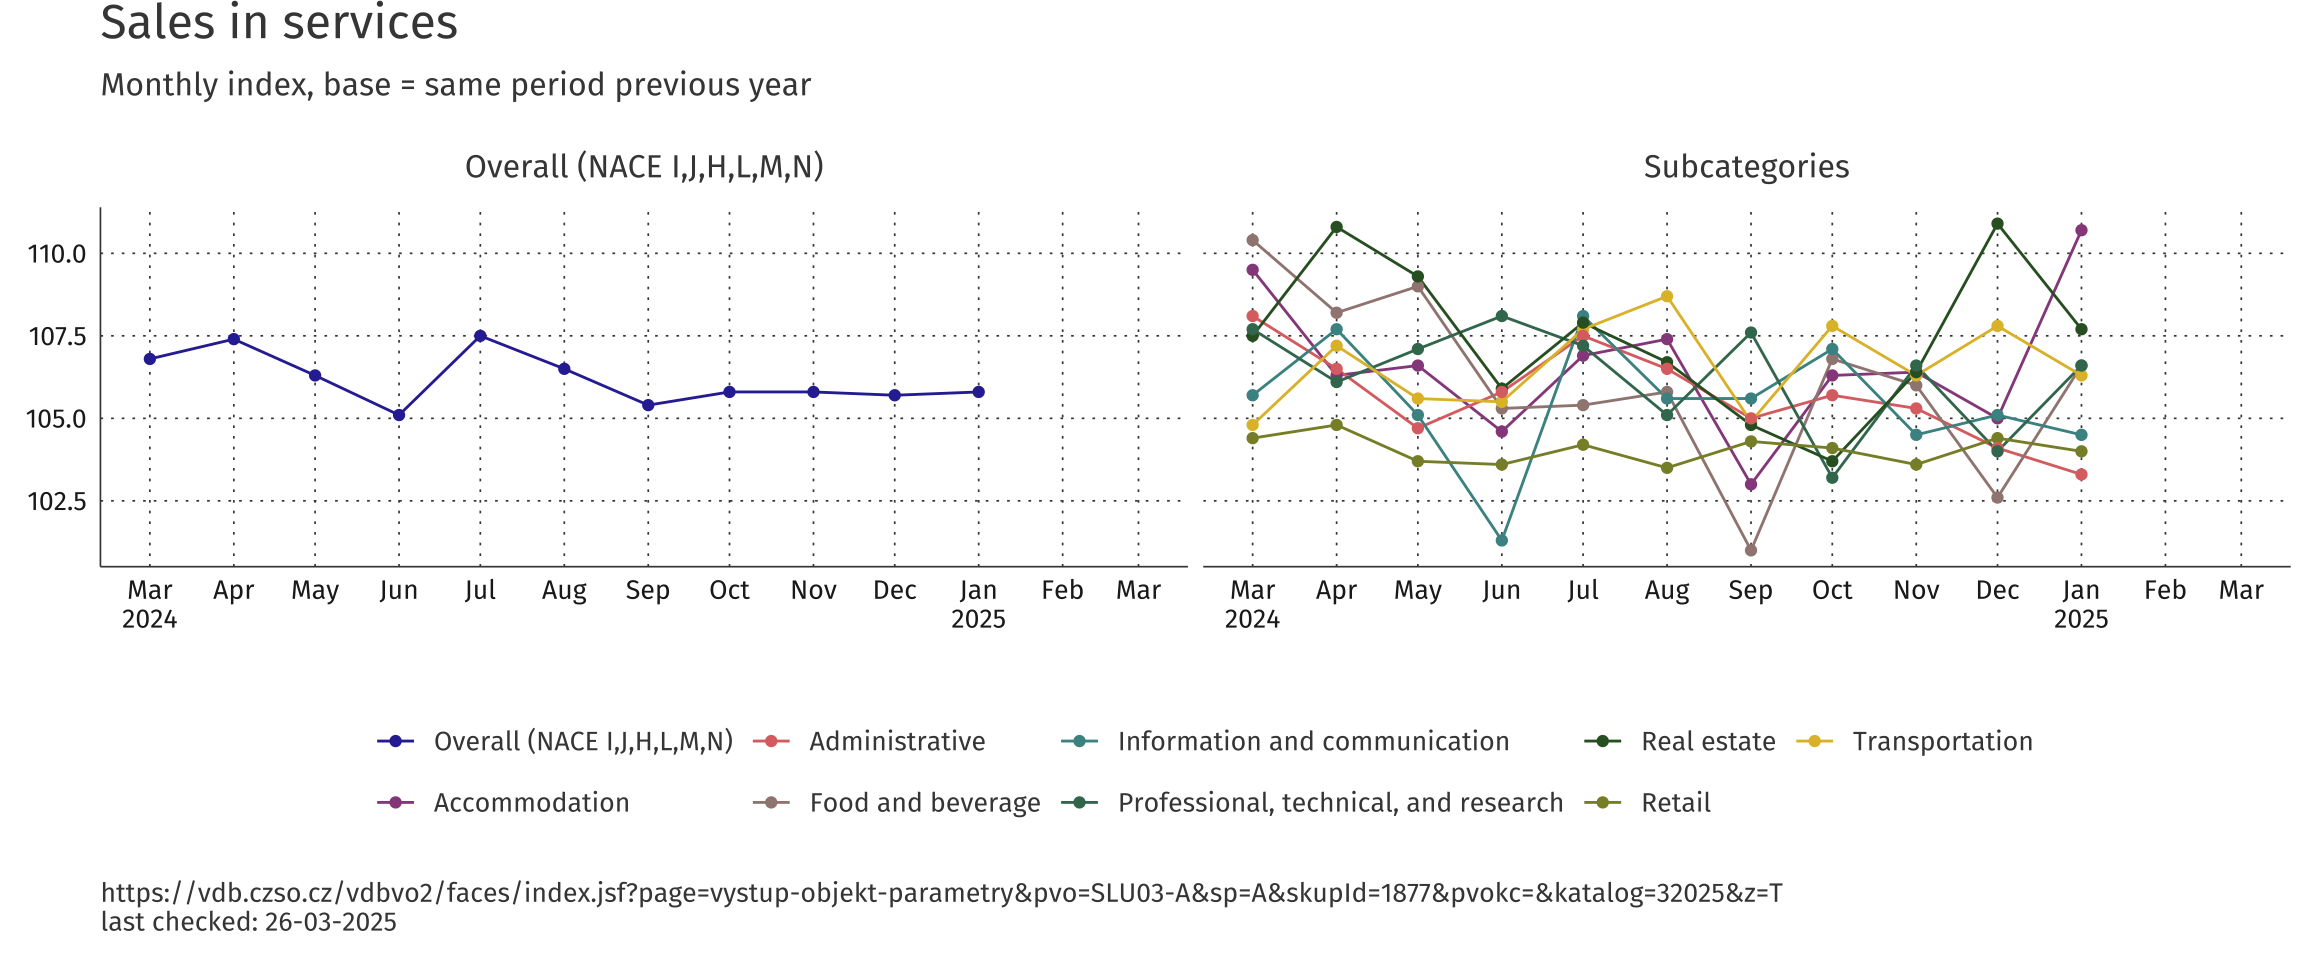 Sales in services
Monthly index, base = same period previous year
Overall (NACE I,J,H,L,M,N)
Subcategories
110.0
107.5
105.0
102.5
Mar Apr May Jun Jul Aug Sep Oct Nov Dec Jan Feb Mar
2024 2025
Mar Apr May Jun Jul Aug Sep Oct Nov Dec Jan Feb Mar
2024 2025
Overall (NACE I,J,H,L,M,N) Administrative Information and communication Real estate Transportation
Accommodation Food and beverage Professional, technical, and research Retail
https://vdb.czso.cz/vdbvo2/faces/index.jsf?page=vystup-objekt-parametry&pvo=SLU03-A&sp=A&skupId=1877&pvokc=&katalog=32025&z=T
last checked: 26-03-2025